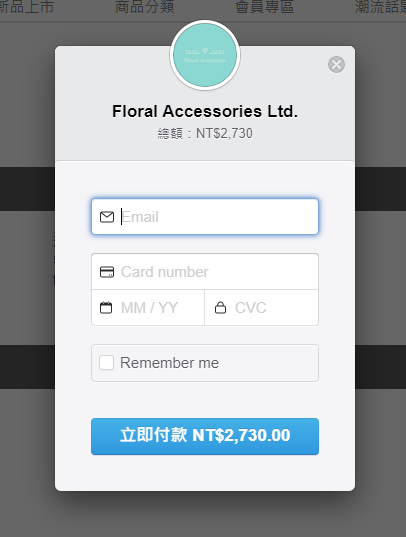 新品上市 商品分類 會員專區 潮流話題
Floral Accessories Ltd.
總額：NT$2,730
Email
Card number
MM / YY CVC
Remember me
立即付款 NT$2,730.00